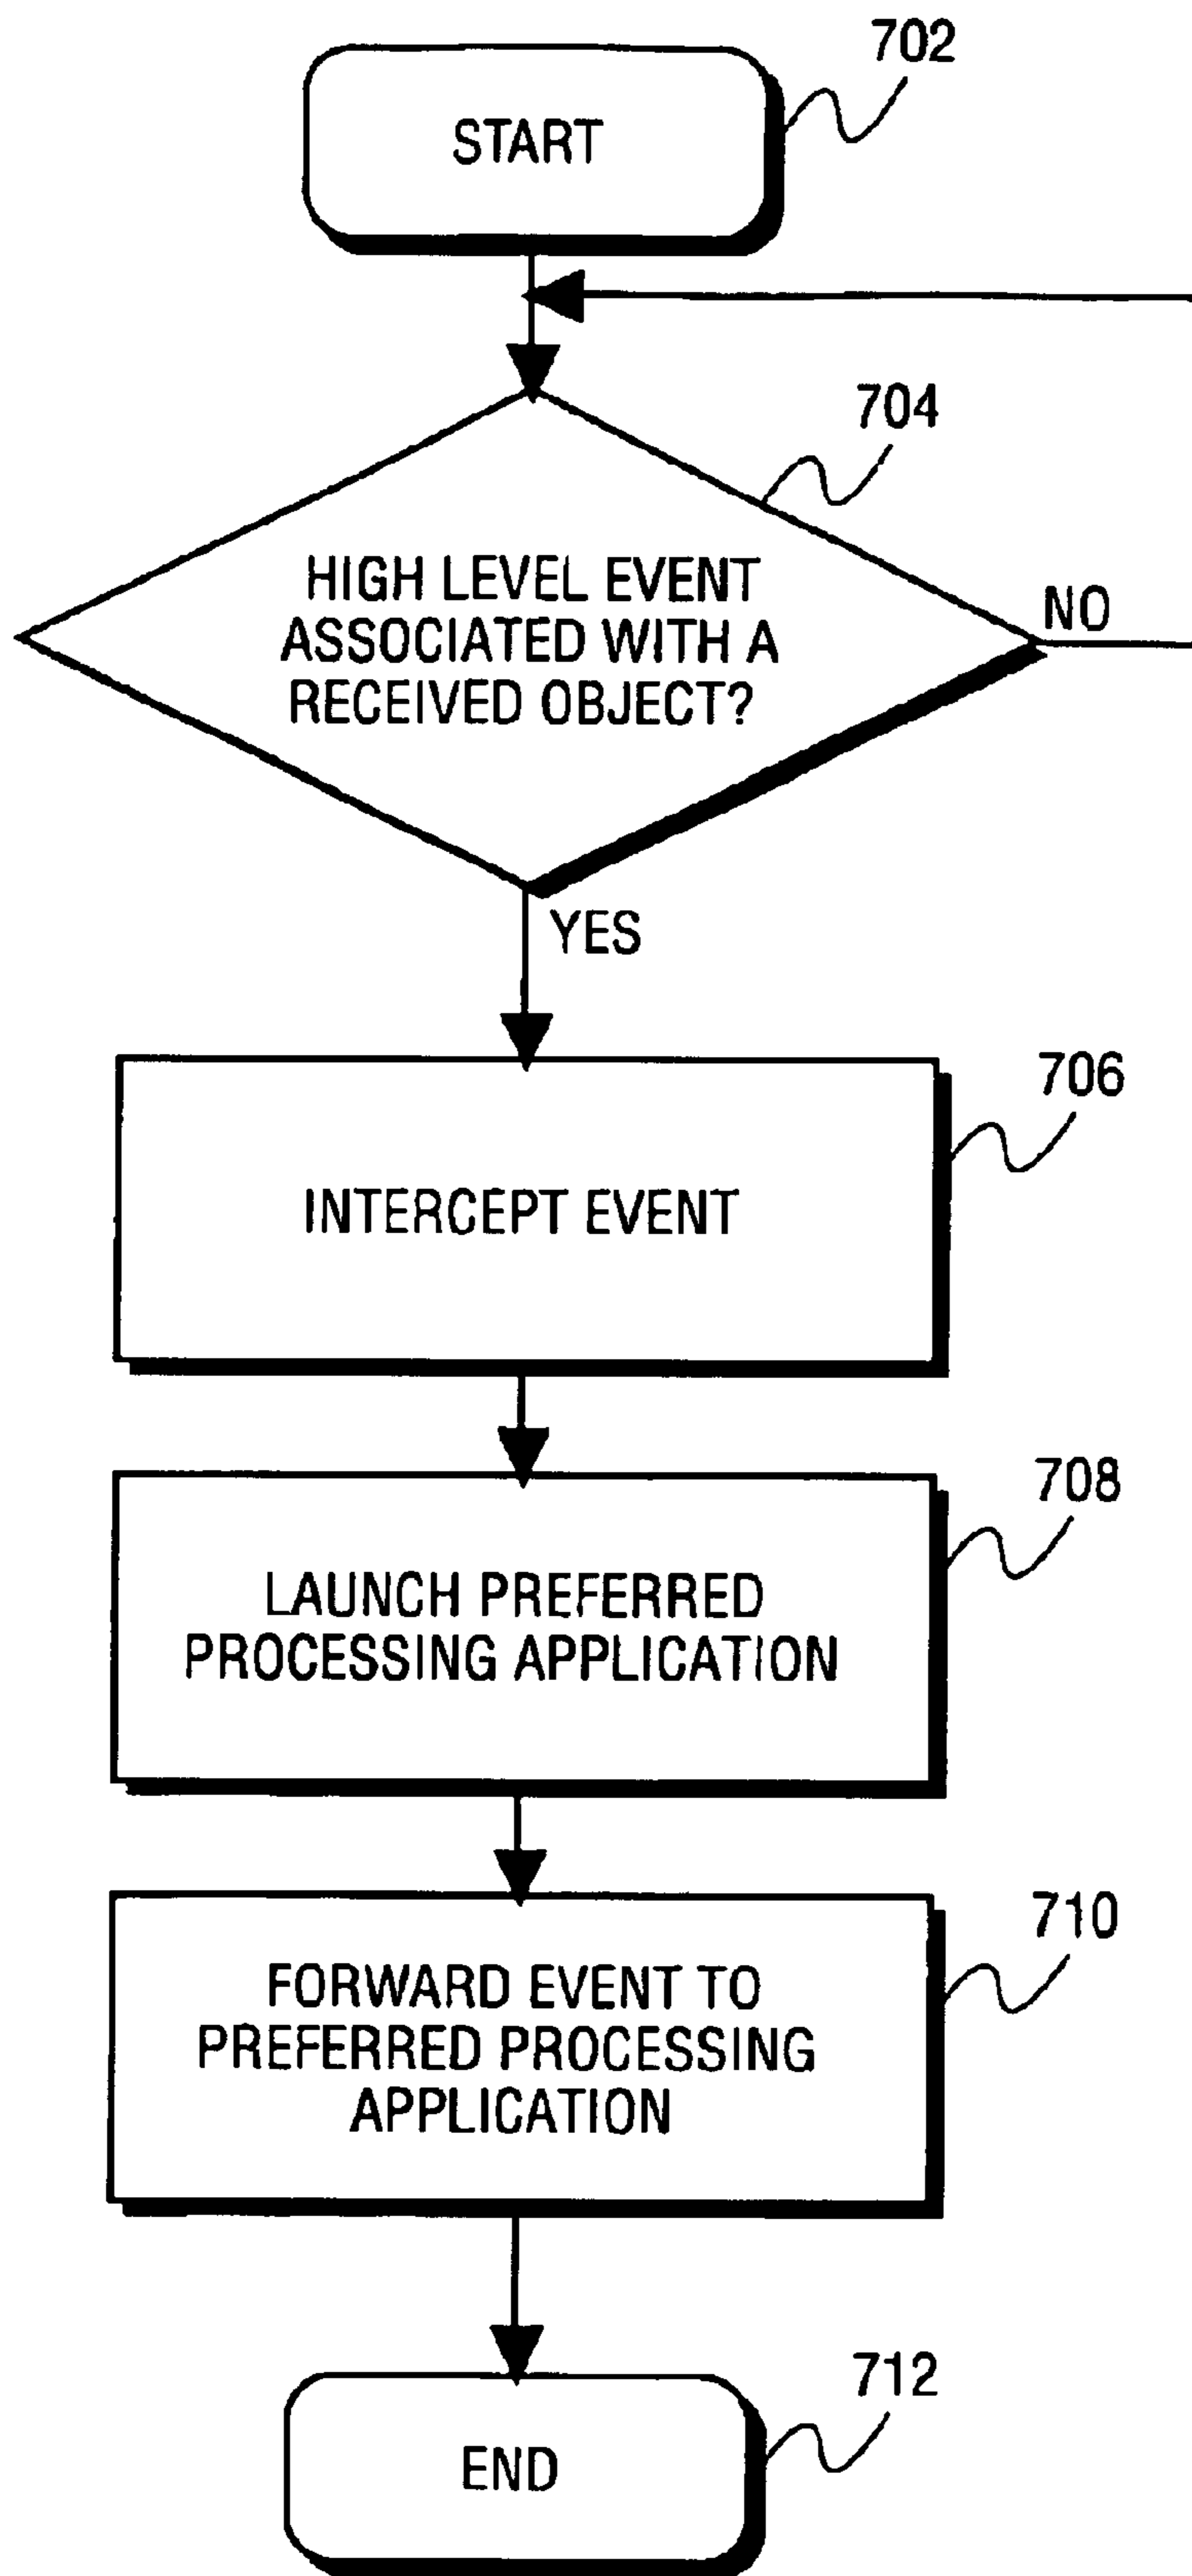 702
START
704
HIGH LEVEL EVENT
ASSOCIATED WITH A
RECEIVED OBJECT?
NO
YES
706
INTERCEPT EVENT
708
LAUNCH PREFERRED
PROCESSING APPLICATION
710
FORWARD EVENT TO
PREFERRED PROCESSING
APPLICATION
712
END